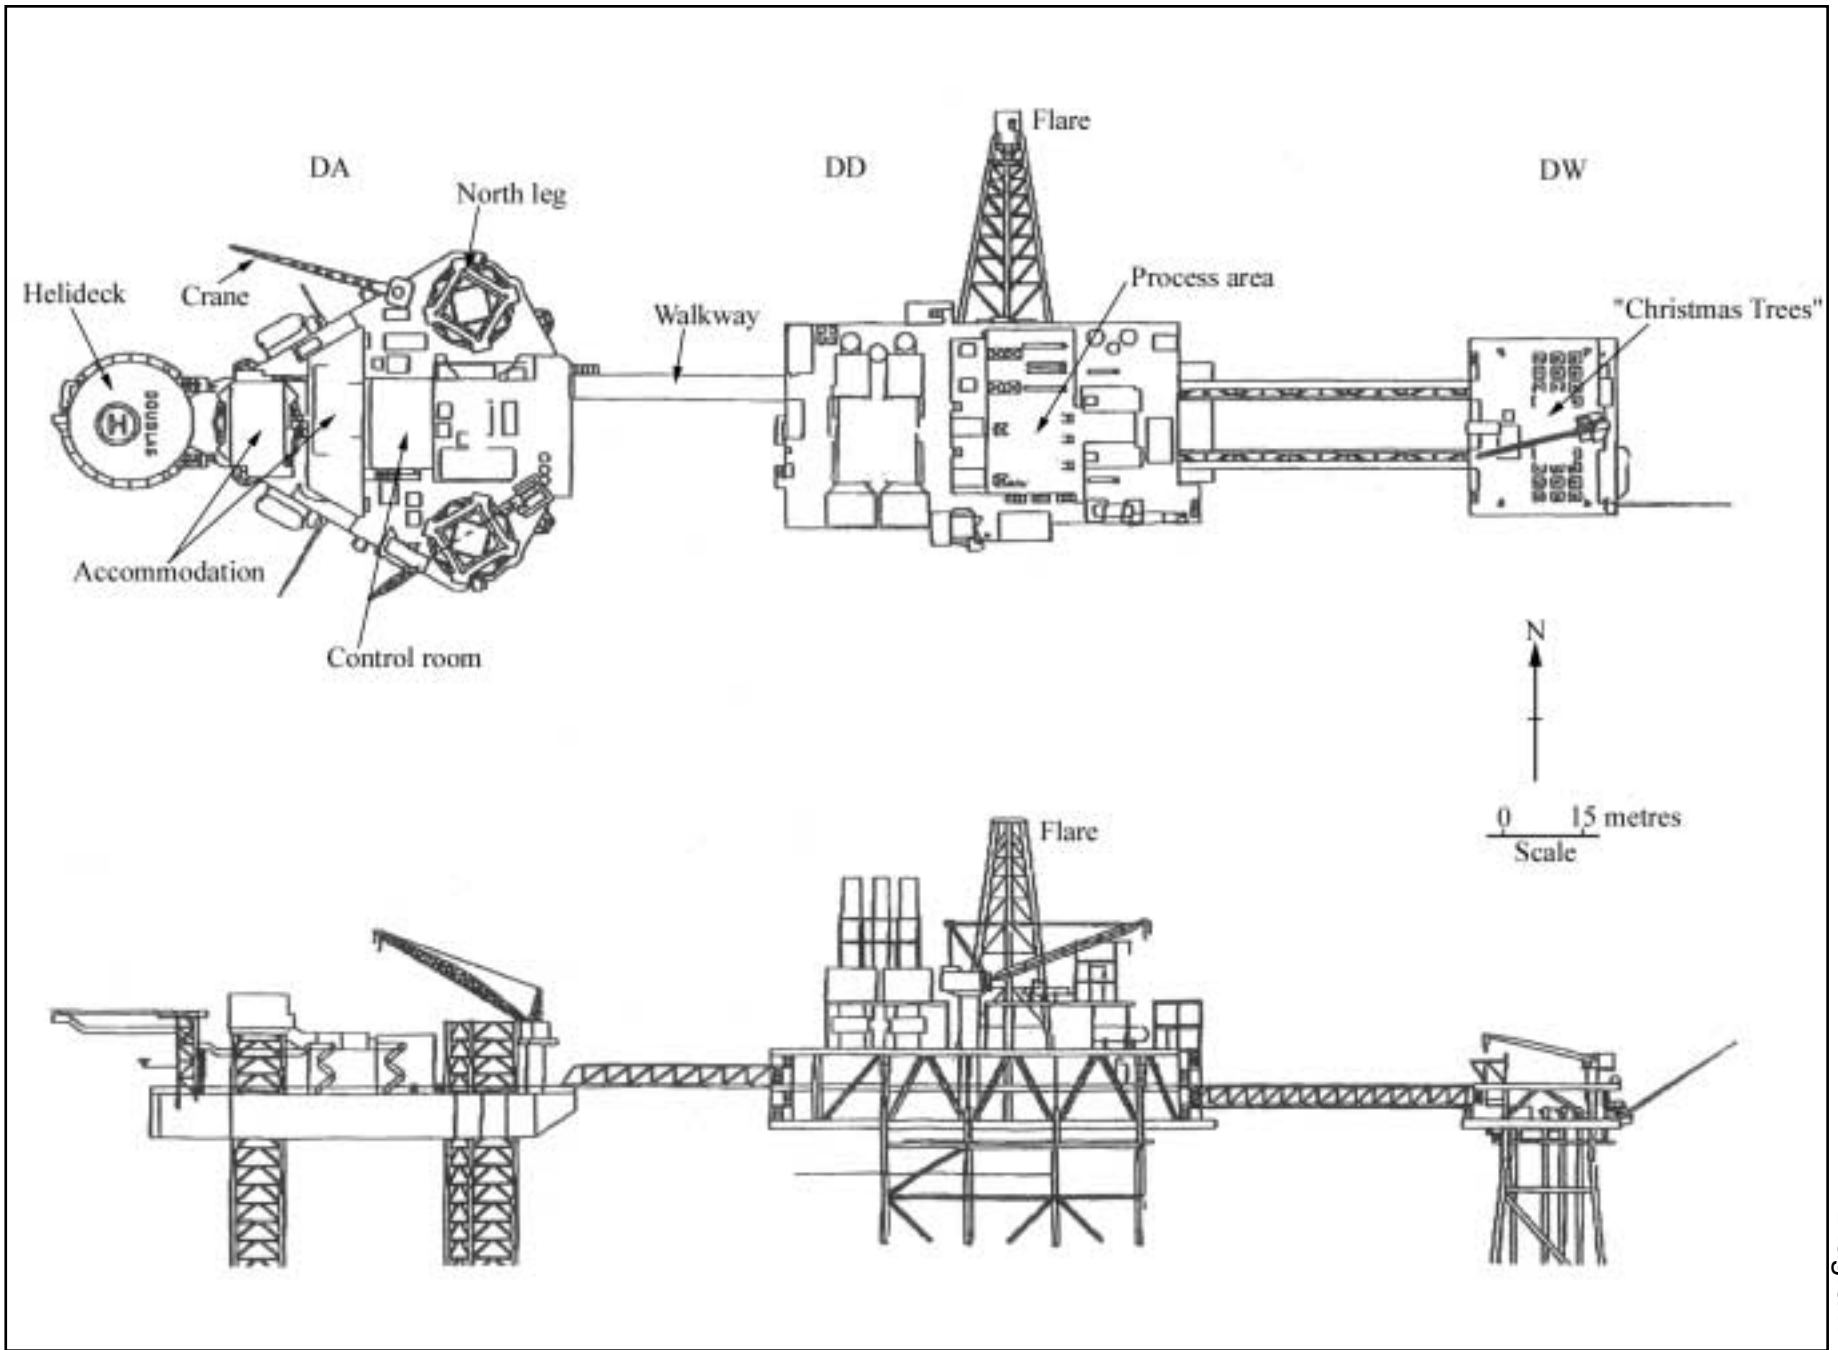 Flare
DA
DD
DW
North leg
Helideck
Crane
Walkway
Process area
"Christmas Trees"
H
DOUGLAS
Accommodation
Control room
N
0 15 metres
Scale
Flare